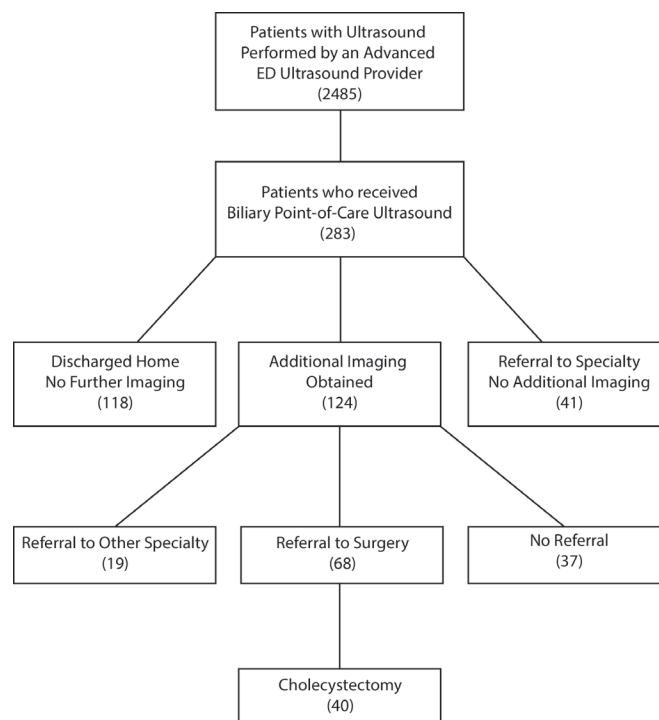 Patients with Ultrasound
Performed by an Advanced
ED Ultrasound Provider
(2485)
Patients who received
Biliary Point-of-Care Ultrasound
(283)
Discharged Home
No Further Imaging
(118)
Additional Imaging
Obtained
(124)
Referral to Specialty
No Additional Imaging
(41)
Referral to Other Specialty
(19)
Referral to Surgery
(68)
No Referral
(37)
Cholecystectomy
(40)